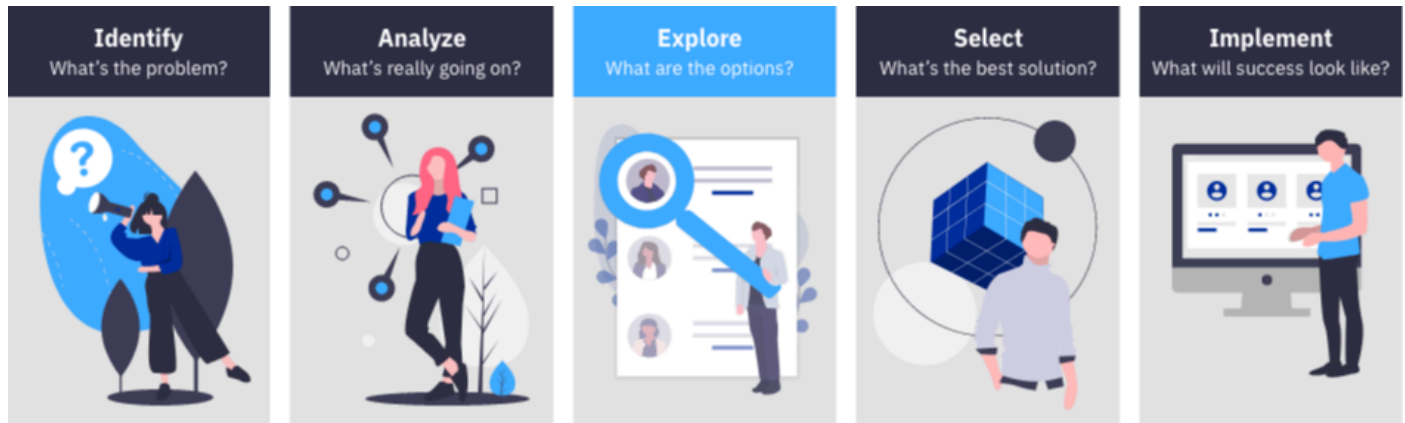 Identify
What's the problem?
Analyze
What's really going on?
Explore
What are the options?
Select
What's the best solution?
Implement
What will success look like?
?